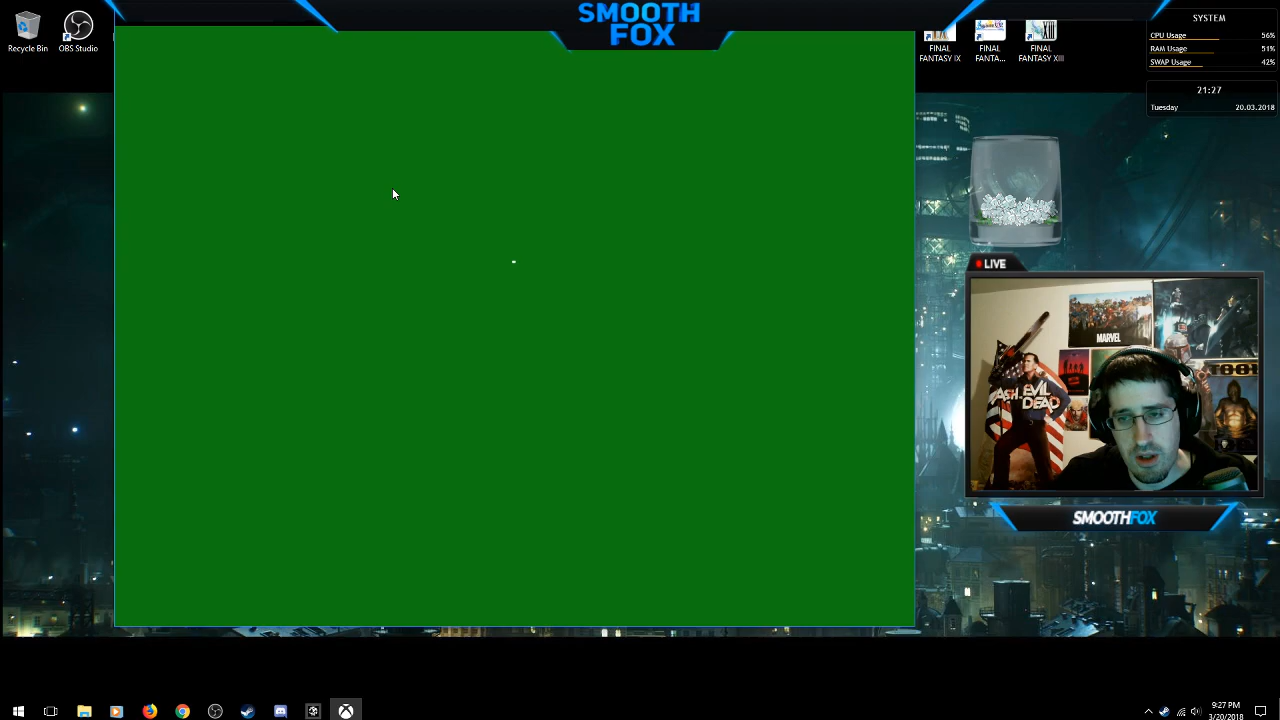 SMOOTH
FOX
Recycle Bin
OBS Studio
FINAL
FANTASY IX
FINAL
FANTA...
FINAL
FANTASY XIII
SYSTEM
CPU Usage 56%
RAM Usage 51%
SWAP Usage 42%
21:27
Tuesday 20.03.2018
LIVE
MARVEL
ASH EVIL
DEAD
TOOL
SMOOTHFOX
9:27 PM
3/20/2018